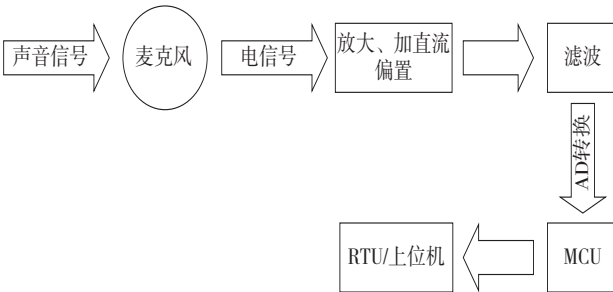 声音信号
麦克风
电信号
放大、加直流
偏置
滤波
AD转换
MCU
RTU/上位机